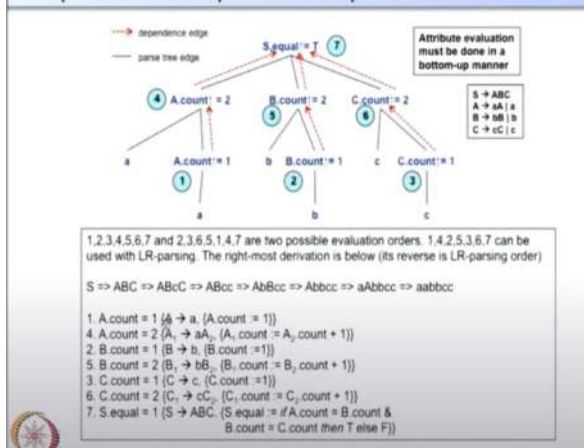 dependence edge
parse tree edge
S.equal := T
7
Attribute evaluation
must be done in a
bottom-up manner
4
A.count := 2
B.count := 2
C.count := 2
5
6
S → ABC
A → aA | a
B → bB | b
C → cC | c
a
A.count := 1
b
B.count := 1
c
C.count := 1
1
2
3
a
b
c
1,2,3,4,5,6,7 and 2,3,6,5,1,4,7 are two possible evaluation orders. 1,4,2,5,3,6,7 can be
used with LR-parsing. The right-most derivation is below (its reverse is LR-parsing order)
S => ABC => ABcC => ABcc => AbBcc => Abbcc => aAbbcc => aabbcc
1. A.count = 1 {A → a, {A.count := 1}}
4. A.count = 2 {A₁ → aA₂, {A₁.count := A₂.count + 1}}
2. B.count = 1 {B → b, {B.count :=1}}
5. B.count = 2 {B₁ → bB₂, {B₁.count := B₂.count + 1}}
3. C.count = 1 {C → c, {C.count :=1}}
6. C.count = 2 {C₁ → cC₂, {C₁.count := C₂.count + 1}}
7. S.equal = 1 {S → ABC, {S.equal := if A.count = B.count &
B.count = C.count then T else F}}